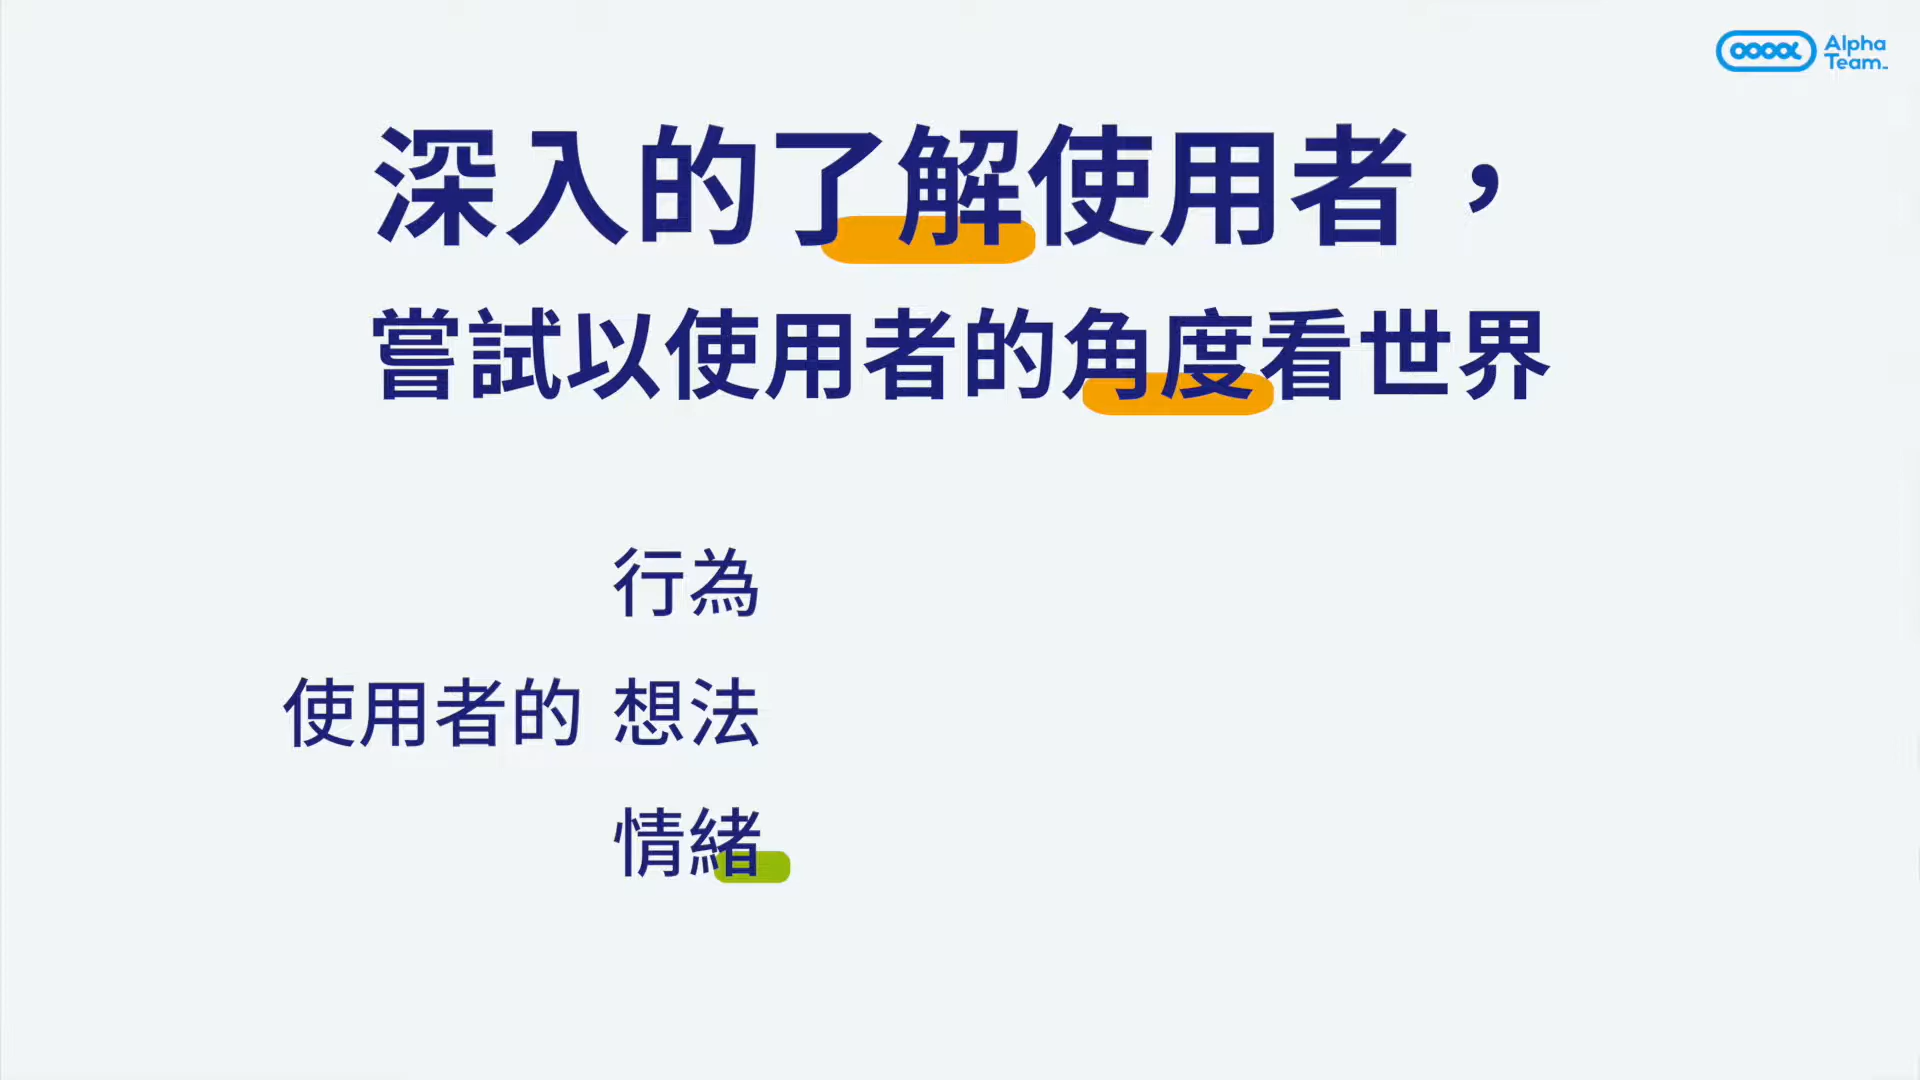 Alpha
Team
深入的了解使用者，
嘗試以使用者的角度看世界
行為
使用者的 想法
情緒